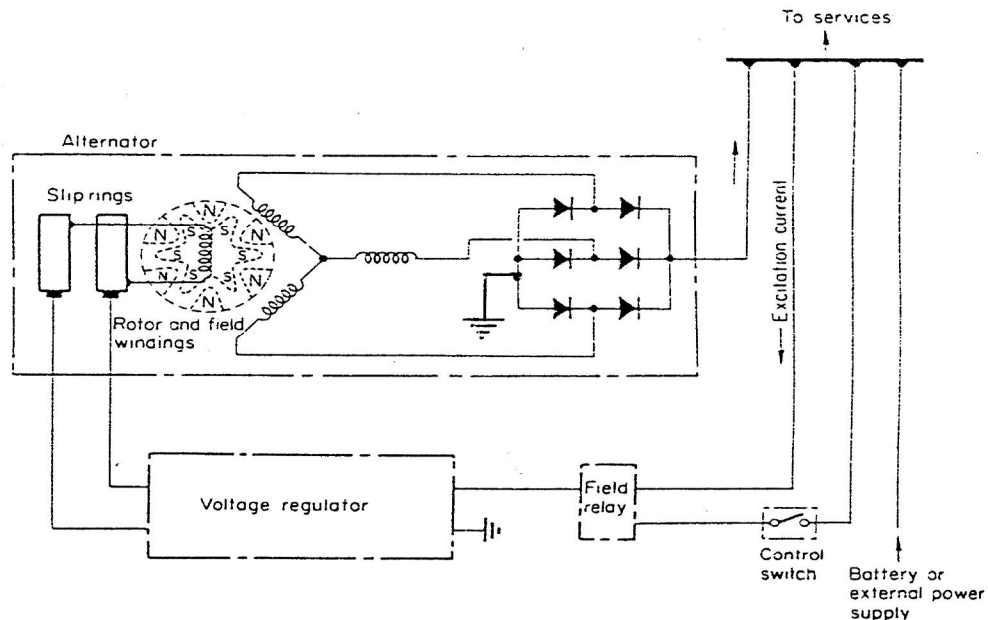 To services
Alternator
Slip rings
N
N
N
N
N
N
N
N
S
S
S
S
S
S
S
Rotor and field
windings
Excitation current
Voltage regulator
Field
relay
Control
switch
Battery or
external power
supply